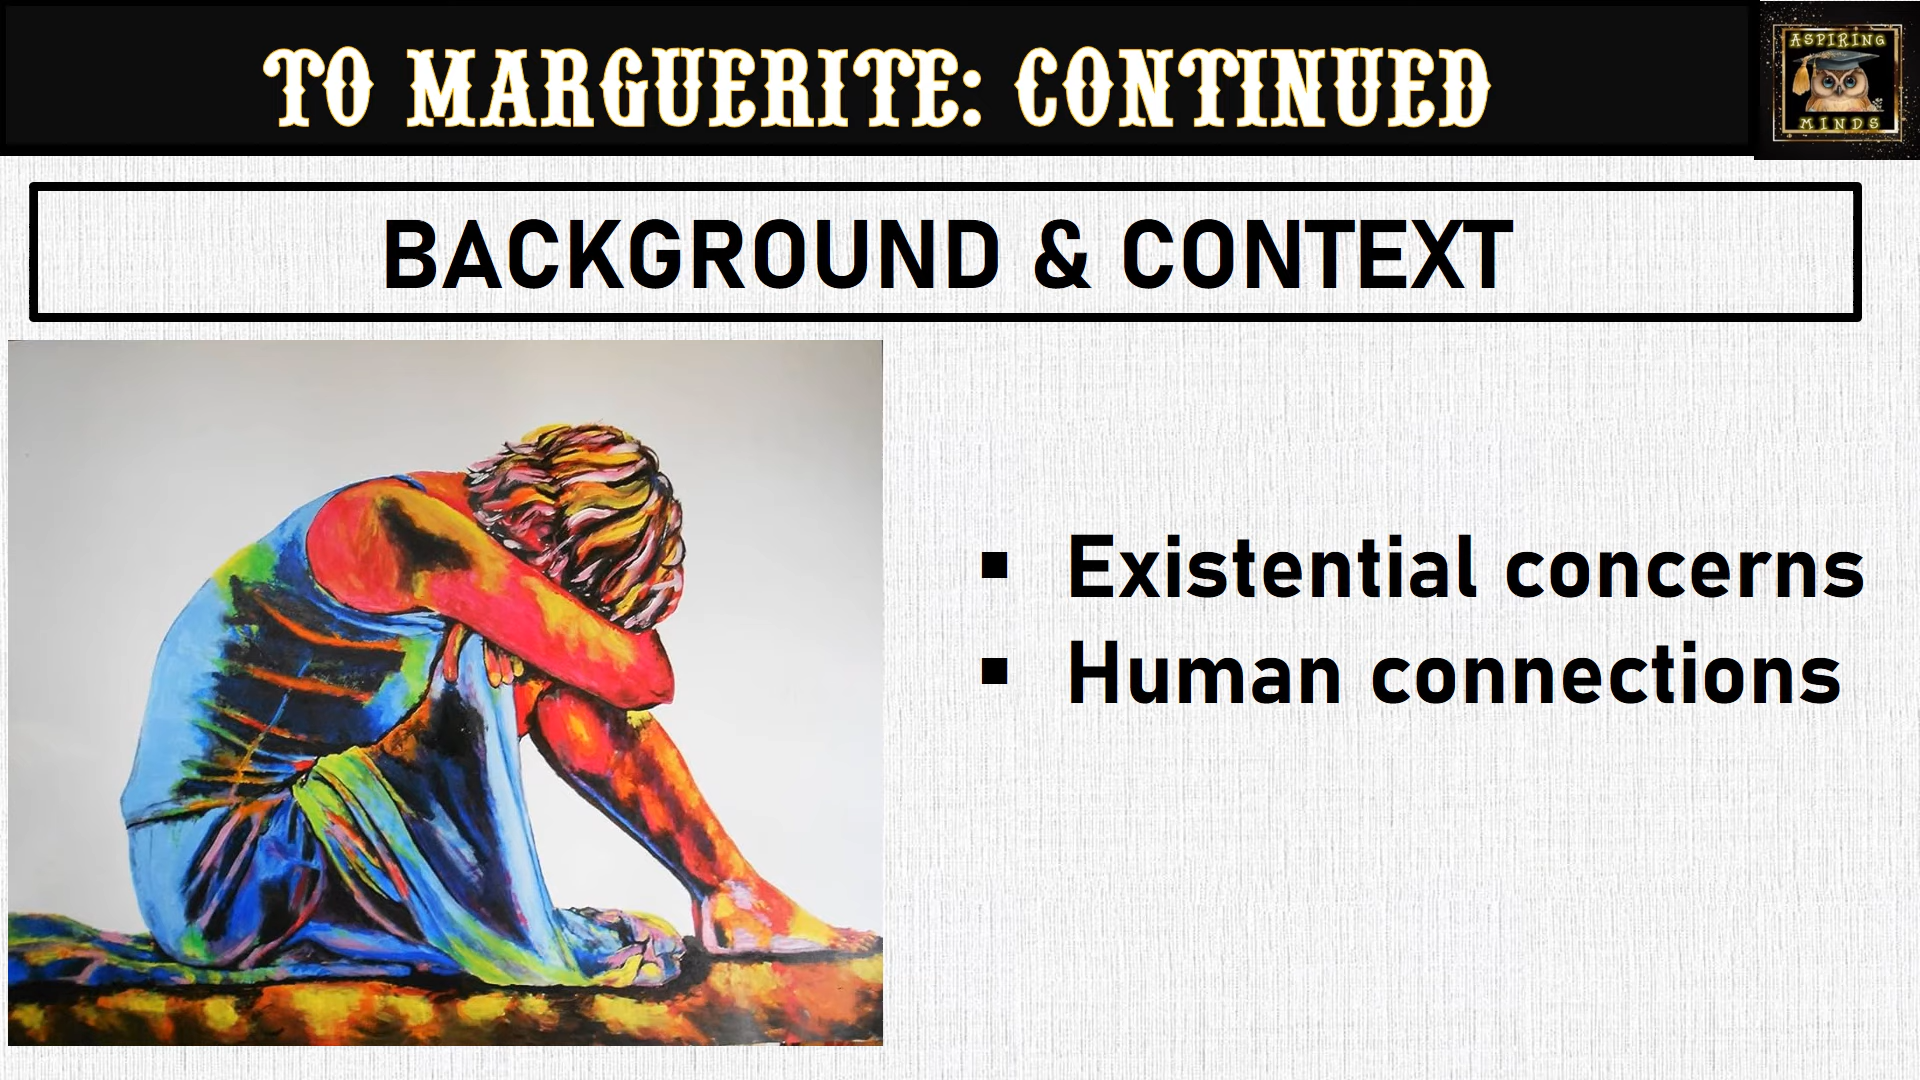 TO MARGUERITE: CONTINUED
ASPIRING
MINDS
BACKGROUND & CONTEXT
▪ Existential concerns
▪ Human connections